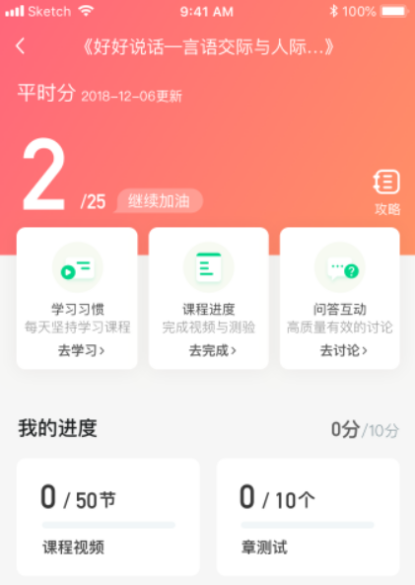 Sketch 9:41 AM 100%
《好好说话—言语交际与人际...》
平时分 2018-12-06更新
2 /25 继续加油
攻略
学习习惯 课程进度 问答互动
每天坚持学习课程 完成视频与测验 高质量有效的讨论
去学习> 去完成> 去讨论>
我的进度 0分/10分
0 / 50节 0 / 10个
课程视频 章测试